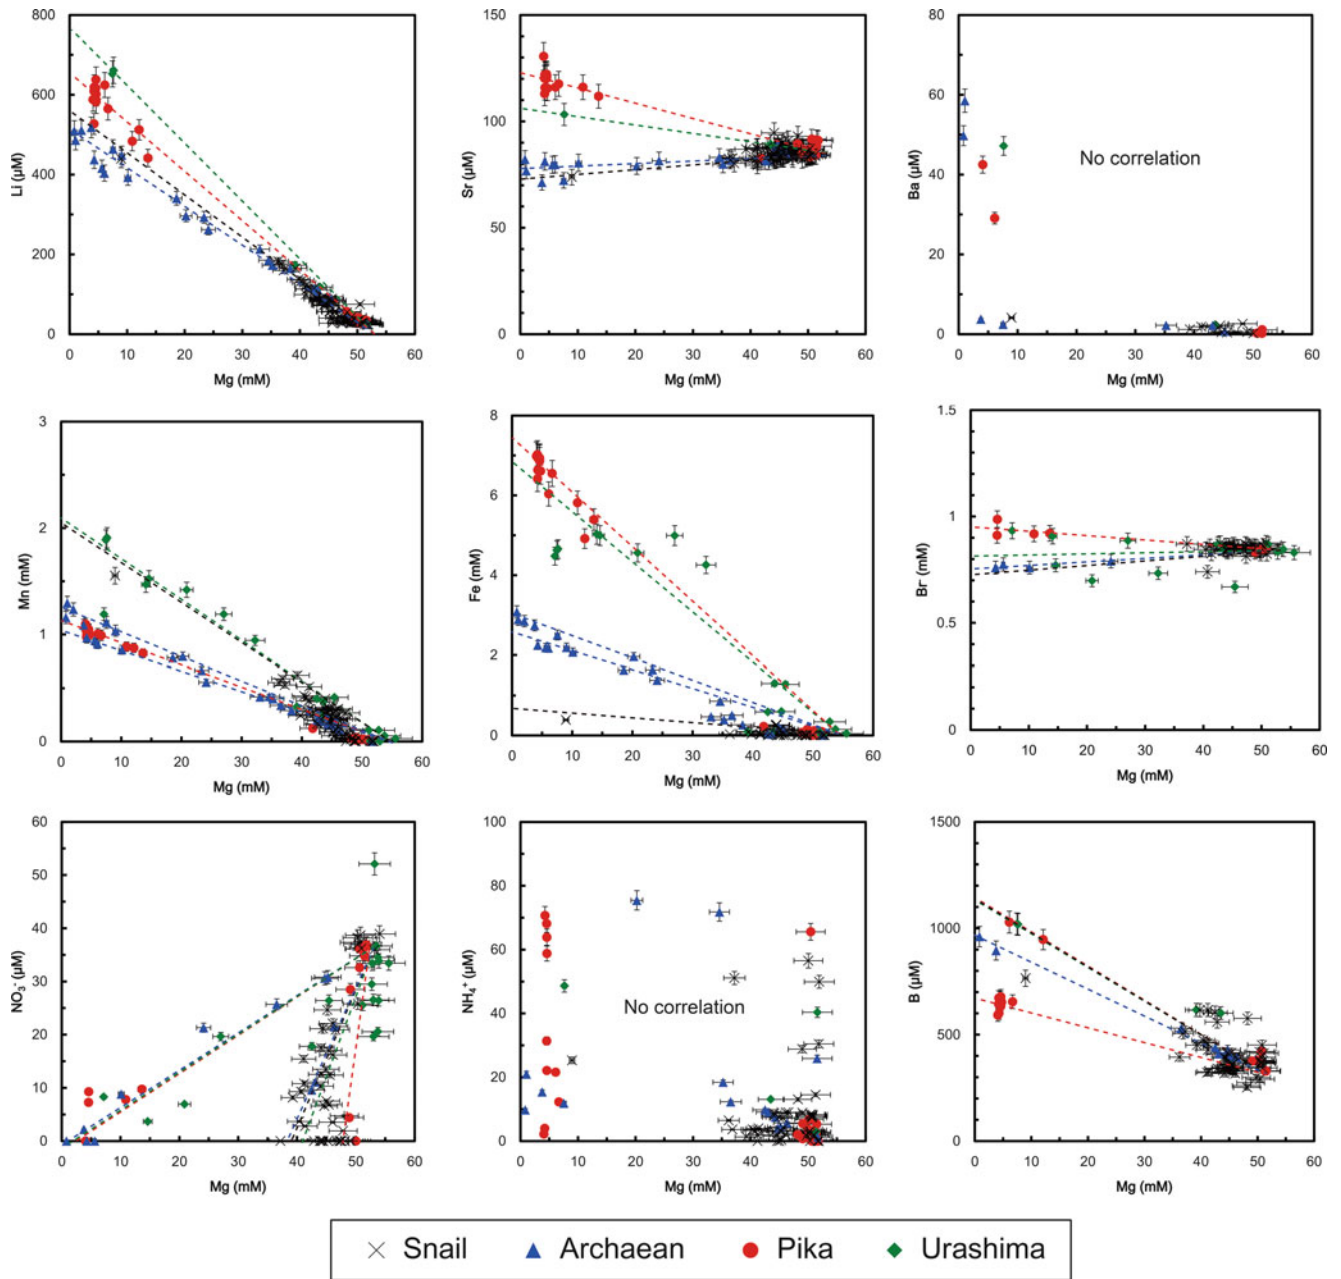 800
600
400
200
0
Li (µM)
0 10 20 30 40 50 60
Mg (mM)
150
100
50
0
Sr (µM)
0 10 20 30 40 50 60
Mg (mM)
80
60
40
20
0
Ba (µM)
No correlation
0 10 20 30 40 50 60
Mg (mM)
3
2
1
0
Mn (mM)
0 10 20 30 40 50 60
Mg (mM)
8
6
4
2
0
Fe (mM)
0 10 20 30 40 50 60
Mg (mM)
1.5
1
0.5
0
Br⁻ (mM)
0 10 20 30 40 50 60
Mg (mM)
60
50
40
30
20
10
0
NO₃⁻ (µM)
0 10 20 30 40 50 60
Mg (mM)
100
80
60
40
20
0
NH₄⁺ (µM)
No correlation
0 10 20 30 40 50 60
Mg (mM)
1500
1000
500
0
B (µM)
0 10 20 30 40 50 60
Mg (mM)
Snail Archaean Pika Urashima